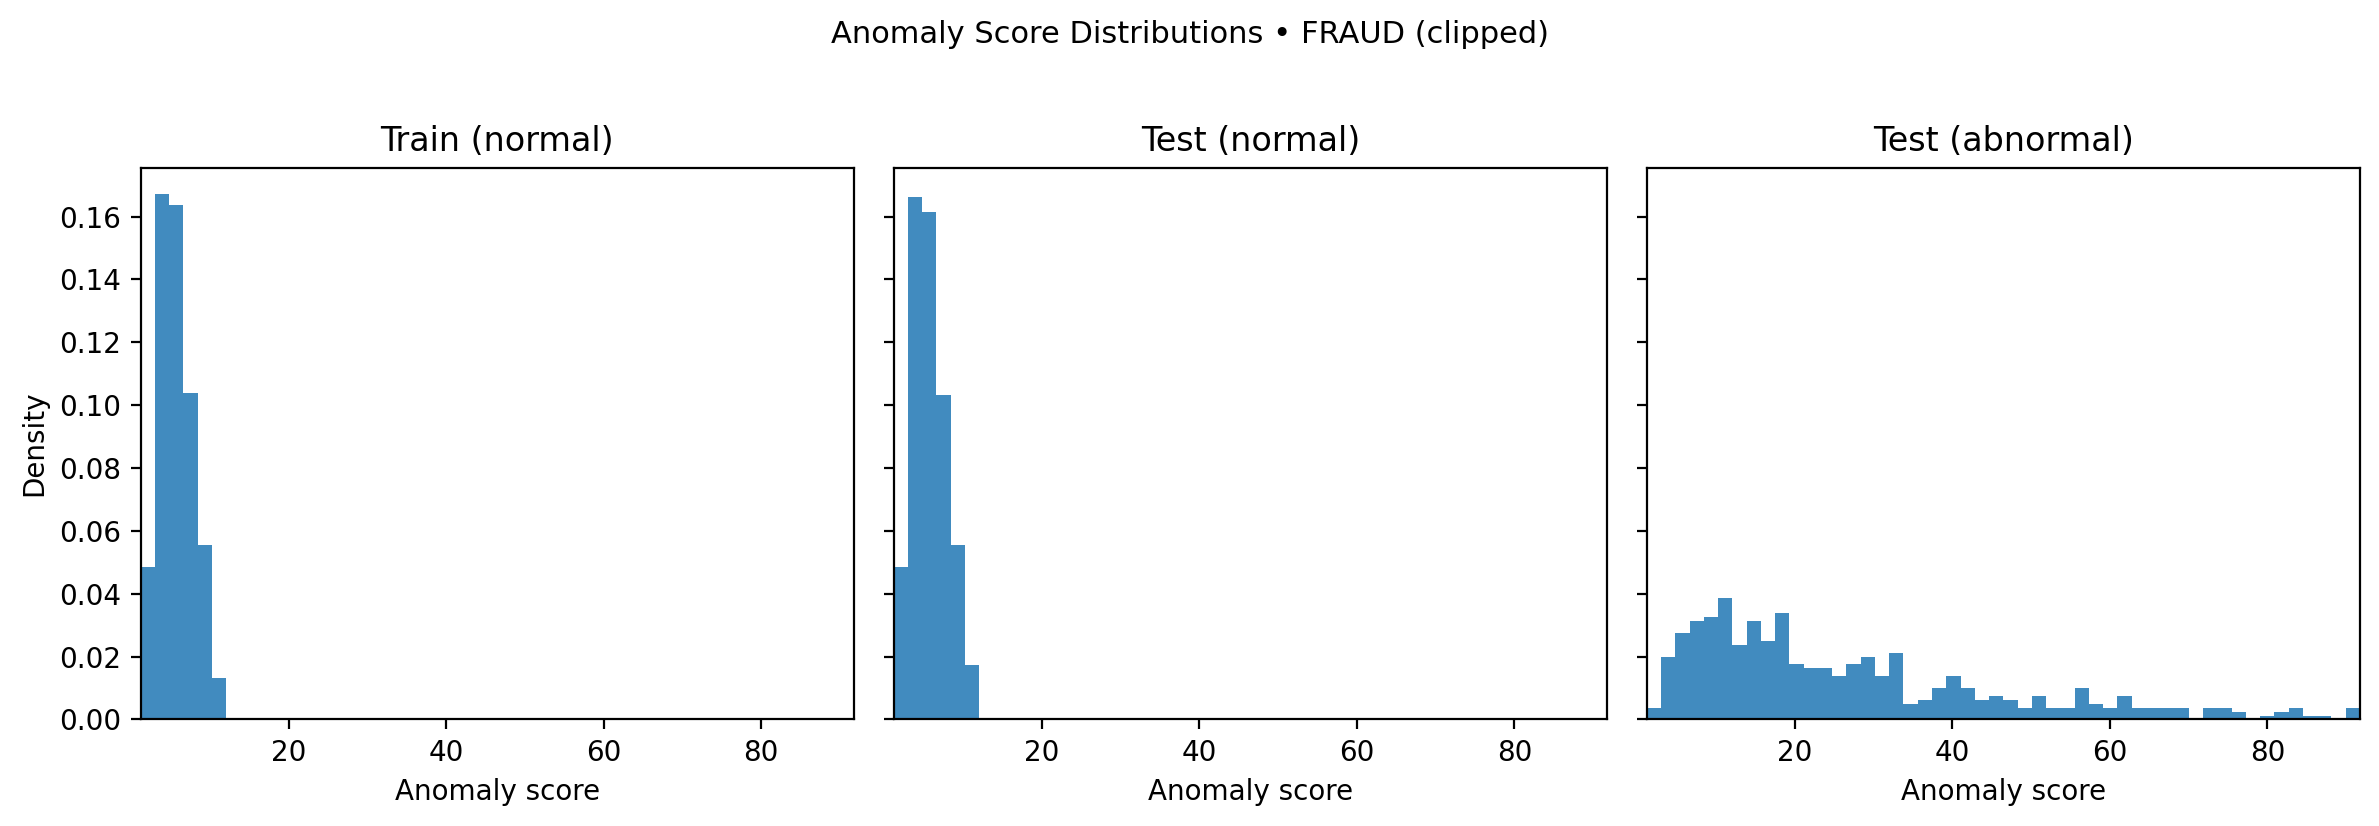 Anomaly Score Distributions • FRAUD (clipped)
Train (normal)
Test (normal)
Test (abnormal)
Density
0.16
0.14
0.12
0.10
0.08
0.06
0.04
0.02
0.00
20 40 60 80
20 40 60 80
20 40 60 80
Anomaly score
Anomaly score
Anomaly score